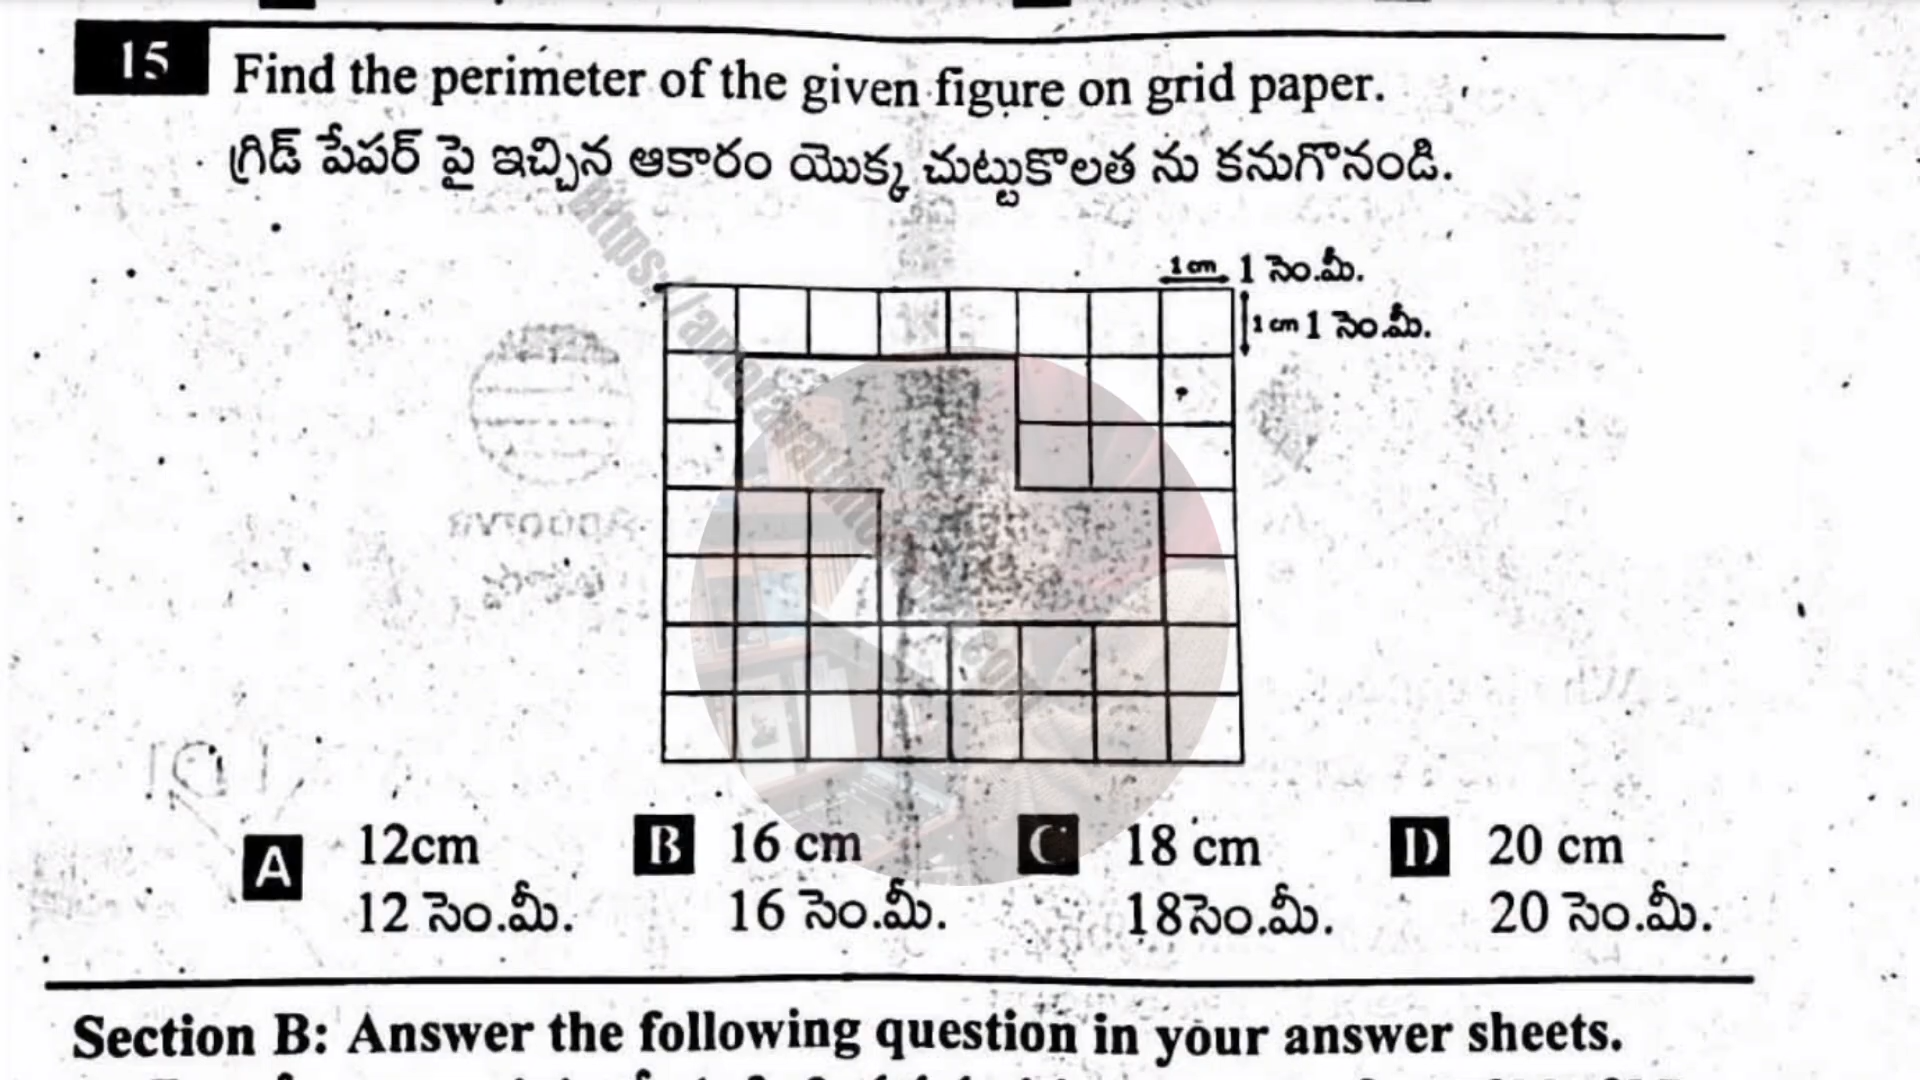 15 Find the perimeter of the given figure on grid paper.
గ్రిడ్ పేపర్ పై ఇచ్చిన ఆకారం యొక్క చుట్టుకొలత ను కనుగొనండి.
1 cm 1 సెం.మీ.
1 cm 1 సెం.మీ.
A 12cm B 16 cm C 18 cm D 20 cm
12 సెం.మీ. 16 సెం.మీ. 18సెం.మీ. 20 సెం.మీ.
Section B: Answer the following question in your answer sheets.